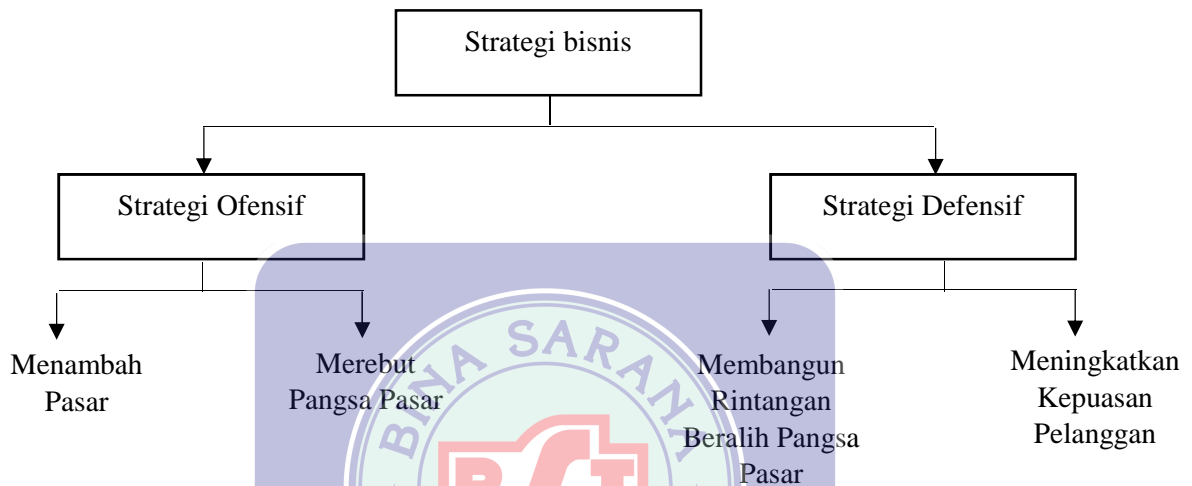 Strategi bisnis
Strategi Ofensif
Strategi Defensif
Menambah
Pasar
Merebut
Pangsa Pasar
Membangun
Rintangan
Beralih Pangsa
Pasar
Meningkatkan
Kepuasan
Pelanggan
BINA SARANA